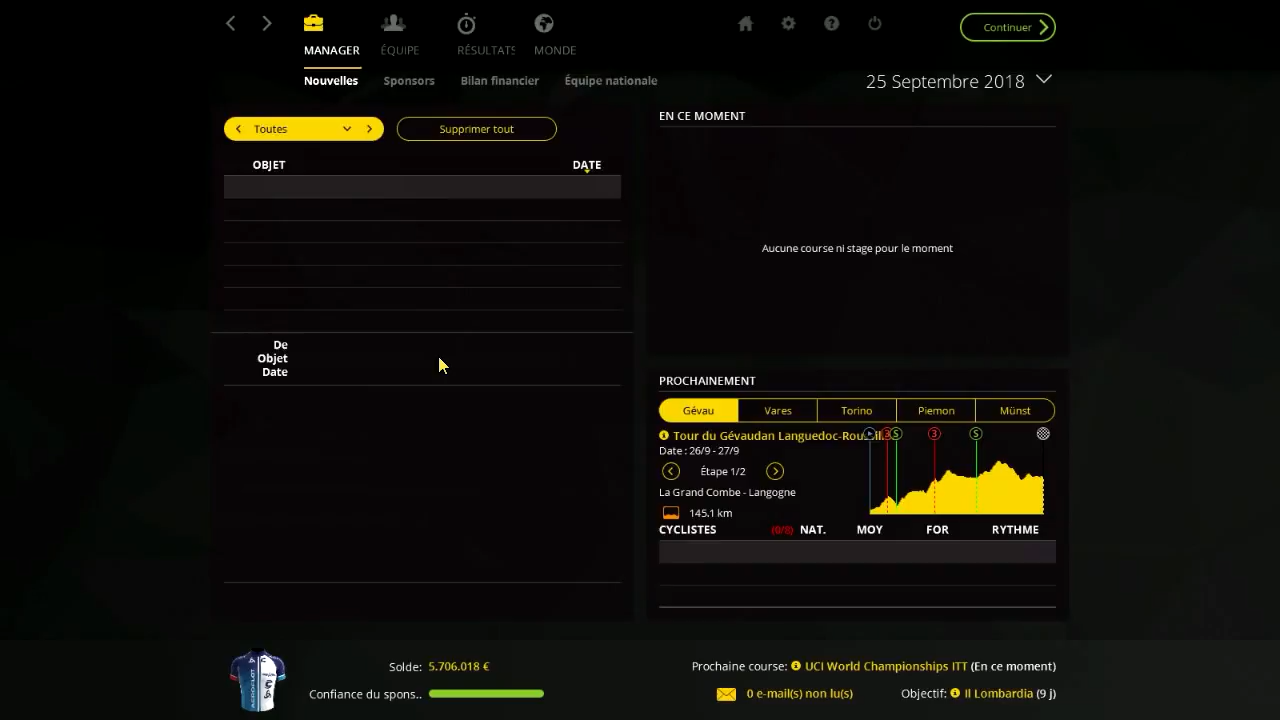 MANAGER
ÉQUIPE
RÉSULTATS
MONDE
Continuer
Nouvelles
Sponsors
Bilan financier
Équipe nationale
25 Septembre 2018
Toutes
Supprimer tout
OBJET
DATE
De
Objet
Date
EN CE MOMENT
Aucune course ni stage pour le moment
PROCHAINEMENT
Gévau
Vares
Torino
Piemon
Münst
Tour du Gévaudan Languedoc-Roussill..
3
S
3
S
Date : 26/9 - 27/9
Étape 1/2
La Grand Combe - Langogne
145.1 km
CYCLISTES (0/8) NAT. MOY FOR RYTHME
Solde: 5.706.018 €
Confiance du spons..
Prochaine course: UCI World Championships ITT (En ce moment)
0 e-mail(s) non lu(s)
Objectif: Il Lombardia (9 j)